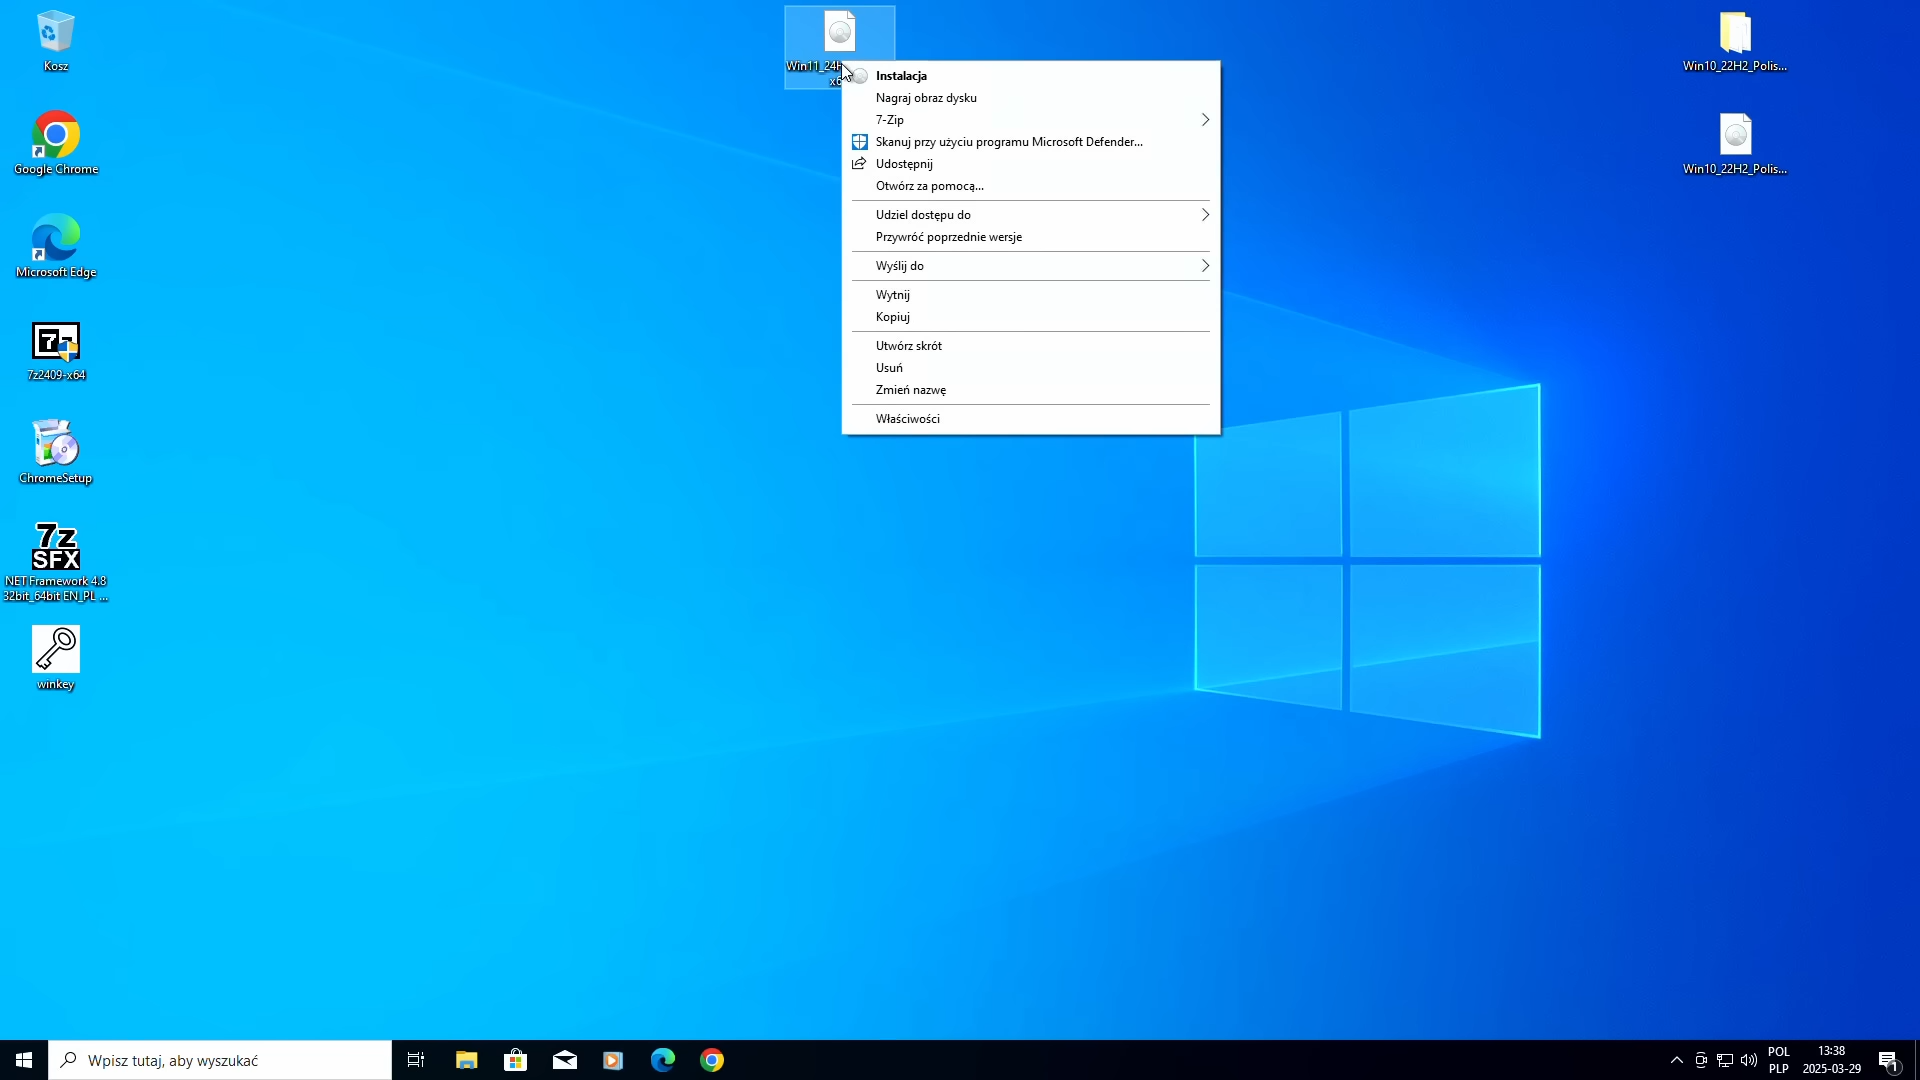 Kosz
Google Chrome
Microsoft Edge
7z2409-x64
ChromeSetup
7z
SFX
NET Framework 4.8
32bit_64bit EN_PL ...
winkey
Instalacja
Nagraj obraz dysku
7-Zip
Skanuj przy użyciu programu Microsoft Defender...
Udostępnij
Otwórz za pomocą...
Udziel dostępu do
Przywróć poprzednie wersje
Wyślij do
Wytnij
Kopiuj
Utwórz skrót
Usuń
Zmień nazwę
Właściwości
Win10_22H2_Polis...
Win10_22H2_Polis...
Wpisz tutaj, aby wyszukać
POL
PLP
13:38
2025-03-29
1